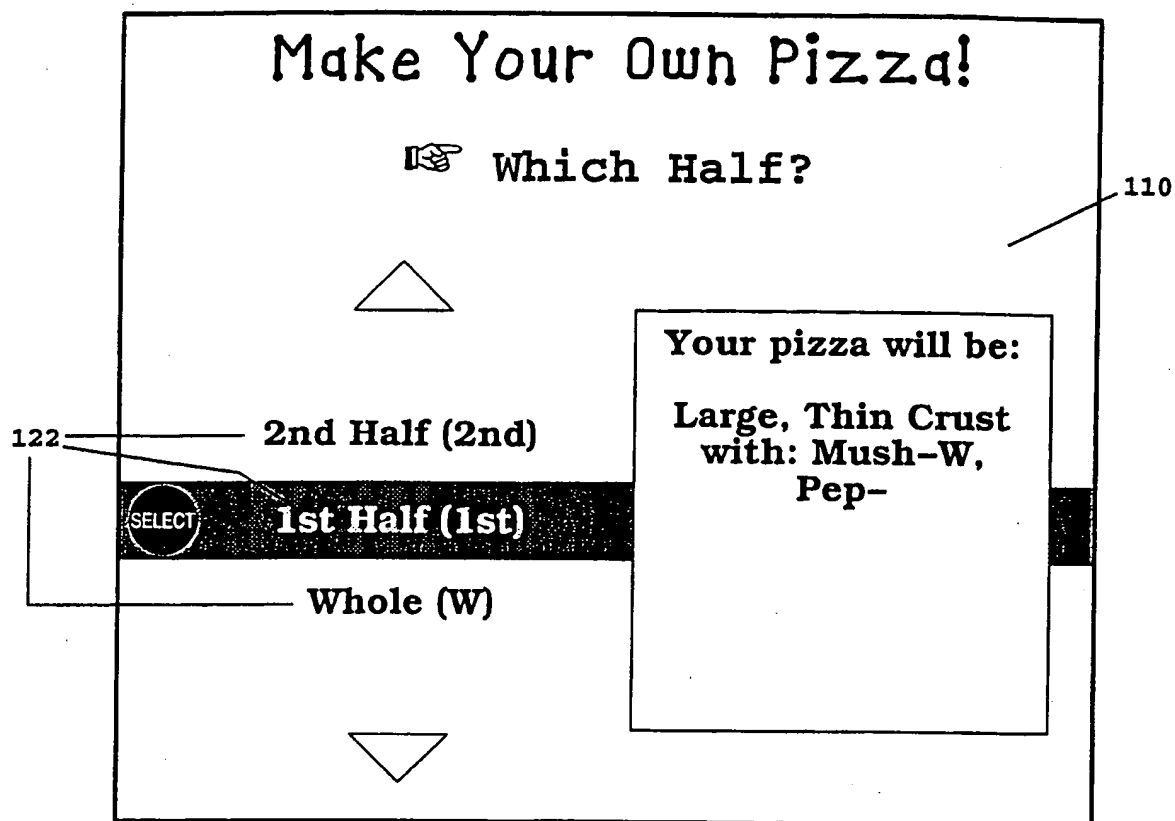 Make Your Own Pizza!
☞ Which Half?
110
Your pizza will be:
Large, Thin Crust
with: Mush–W,
Pep–
122
2nd Half (2nd)
SELECT
1st Half (1st)
Whole (W)